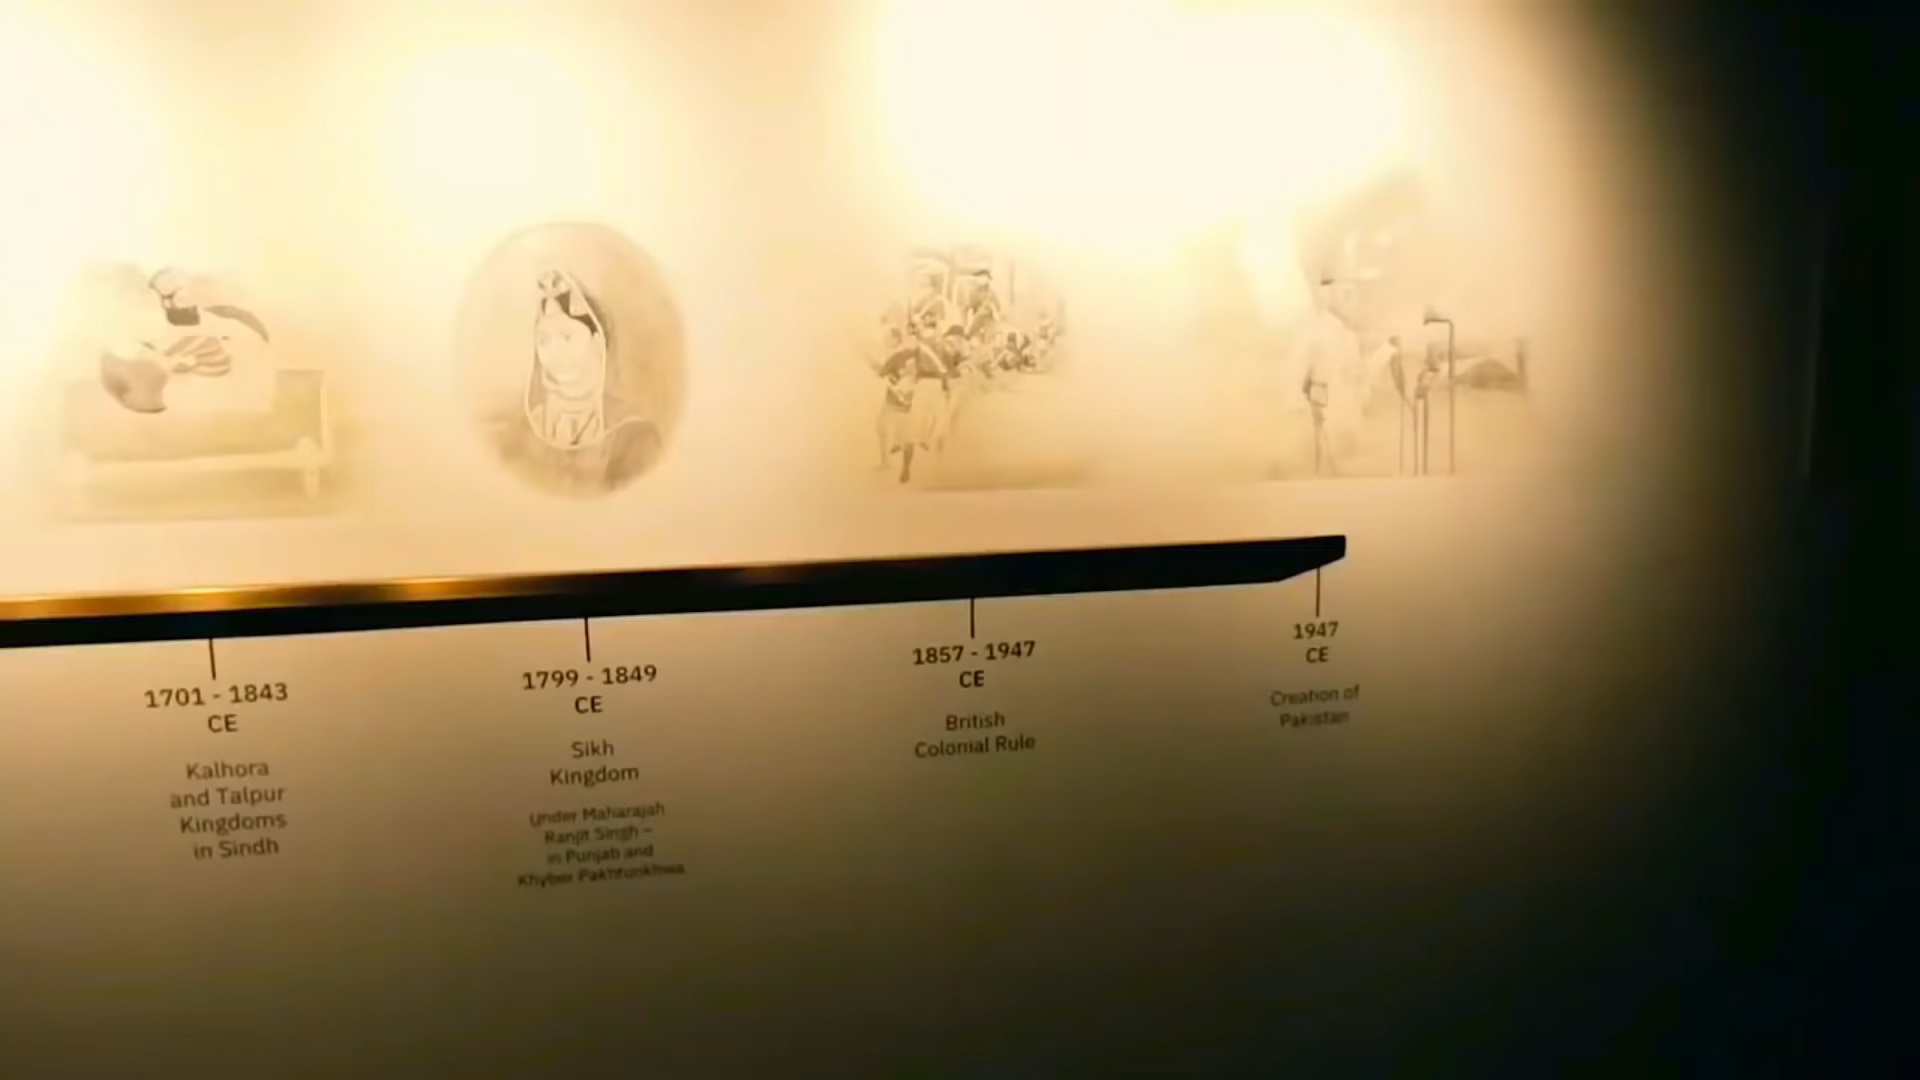 1701 - 1843
CE
Kalhora
and Talpur
Kingdoms
in Sindh
1799 - 1849
CE
Sikh
Kingdom
Under Maharajah
Ranjit Singh –
in Punjab and
Khyber Pakhtunkhwa
1857 - 1947
CE
British
Colonial Rule
1947
CE
Creation of
Pakistan